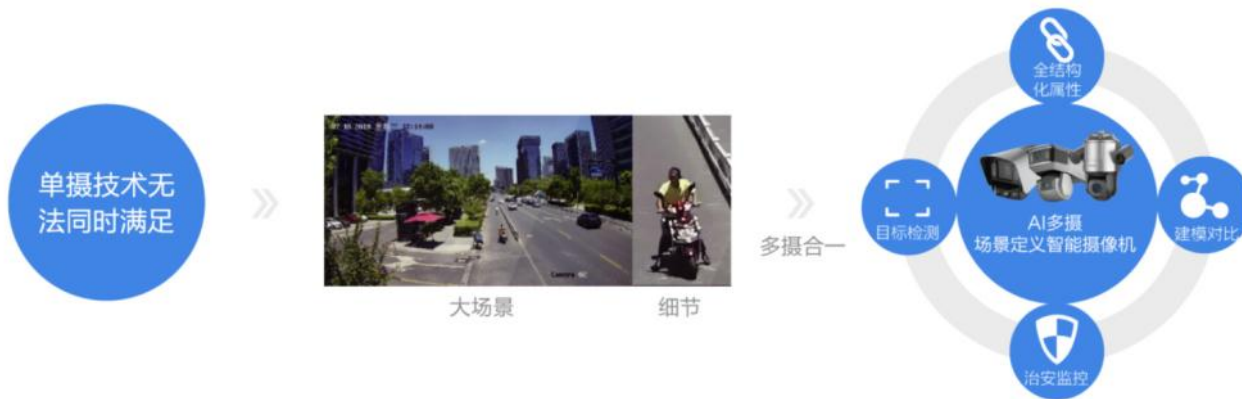 单摄技术无
法同时满足
大场景
细节
多摄合一
全结构
化属性
目标检测
AI多摄
场景定义智能摄像机
建模对比
治安监控